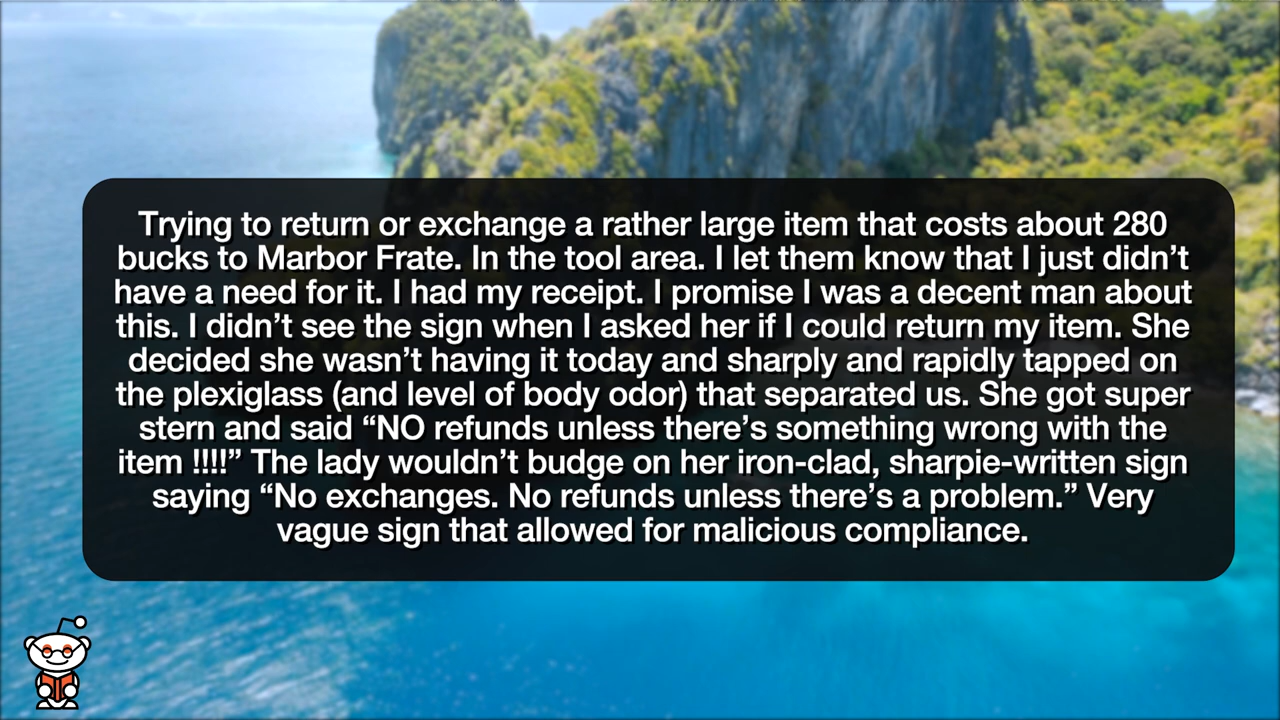 Trying to return or exchange a rather large item that costs about 280
bucks to Marbor Frate. In the tool area. I let them know that I just didn’t
have a need for it. I had my receipt. I promise I was a decent man about
this. I didn’t see the sign when I asked her if I could return my item. She
decided she wasn’t having it today and sharply and rapidly tapped on
the plexiglass (and level of body odor) that separated us. She got super
stern and said “NO refunds unless there’s something wrong with the
item !!!!” The lady wouldn’t budge on her iron-clad, sharpie-written sign
saying “No exchanges. No refunds unless there’s a problem.” Very
vague sign that allowed for malicious compliance.